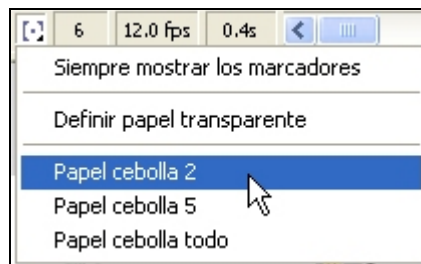 6 12.0 fps 0.4s
Siempre mostrar los marcadores
Definir papel transparente
Papel cebolla 2
Papel cebolla 5
Papel cebolla todo